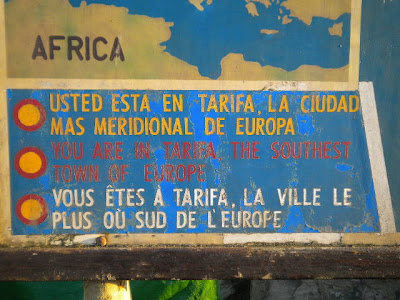 AFRICA
USTED ESTA EN TARIFA, LA CIUDAD
MAS MERIDIONAL DE EUROPA
YOU ARE IN TARIFA, THE SOUTHEST
TOWN OF EUROPE
VOUS ÊTES À TARIFA, LA VILLE LE
PLUS OÙ SUD DE L'EUROPE